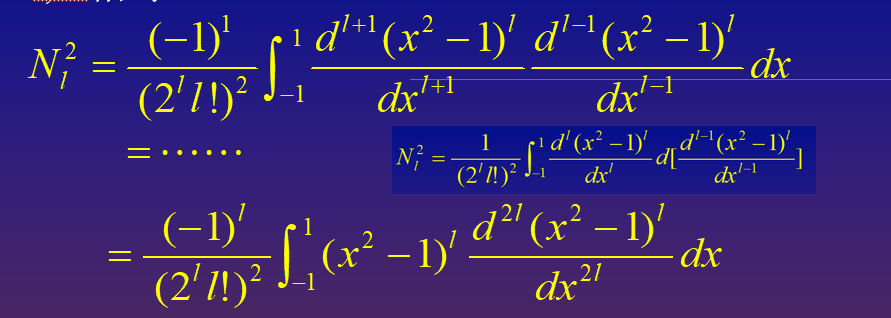 N_l^2 = \frac{(-1)^1}{(2^l l!)^2} \int_{-1}^{1} \frac{d^{l+1}(x^2-1)^l}{dx^{l+1}} \frac{d^{l-1}(x^2-1)^l}{dx^{l-1}} dx
= ······
N_l^2 = \frac{1}{(2^l l!)^2} \int_{-1}^{1} \frac{d^l(x^2-1)^l}{dx^l} d[\frac{d^{l-1}(x^2-1)^l}{dx^{l-1}}]
= \frac{(-1)^l}{(2^l l!)^2} \int_{-1}^{1} (x^2-1)^l \frac{d^{2l}(x^2-1)^l}{dx^{2l}} dx